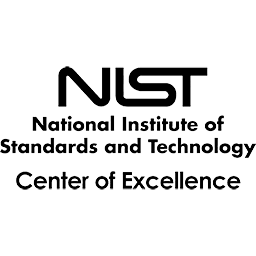 NIST
National Institute of
Standards and Technology
Center of Excellence